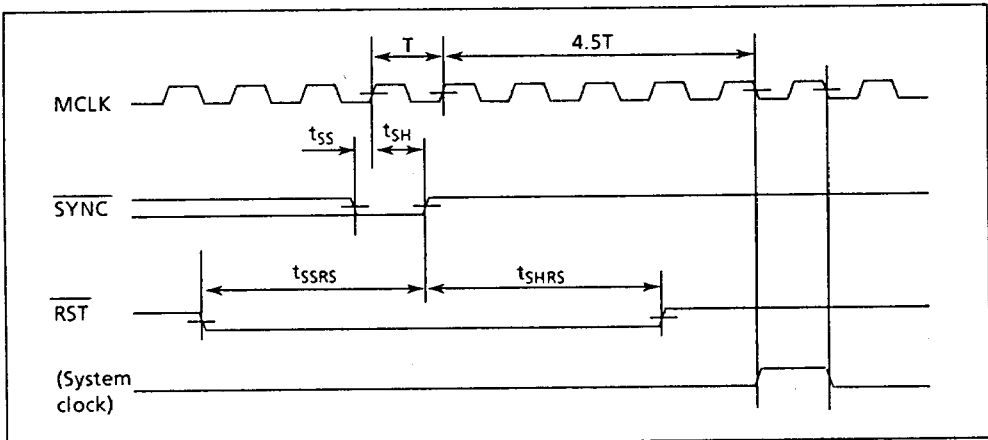 T
4.5T
MCLK
tSS
tSH
SYNC
tSSRS
tSHRS
RST
(System
clock)